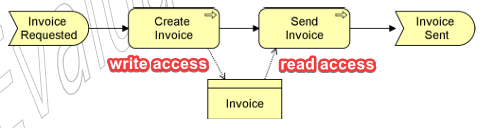 Invoice
Requested
Create
Invoice
Send
Invoice
Invoice
Sent
write access
read access
Invoice